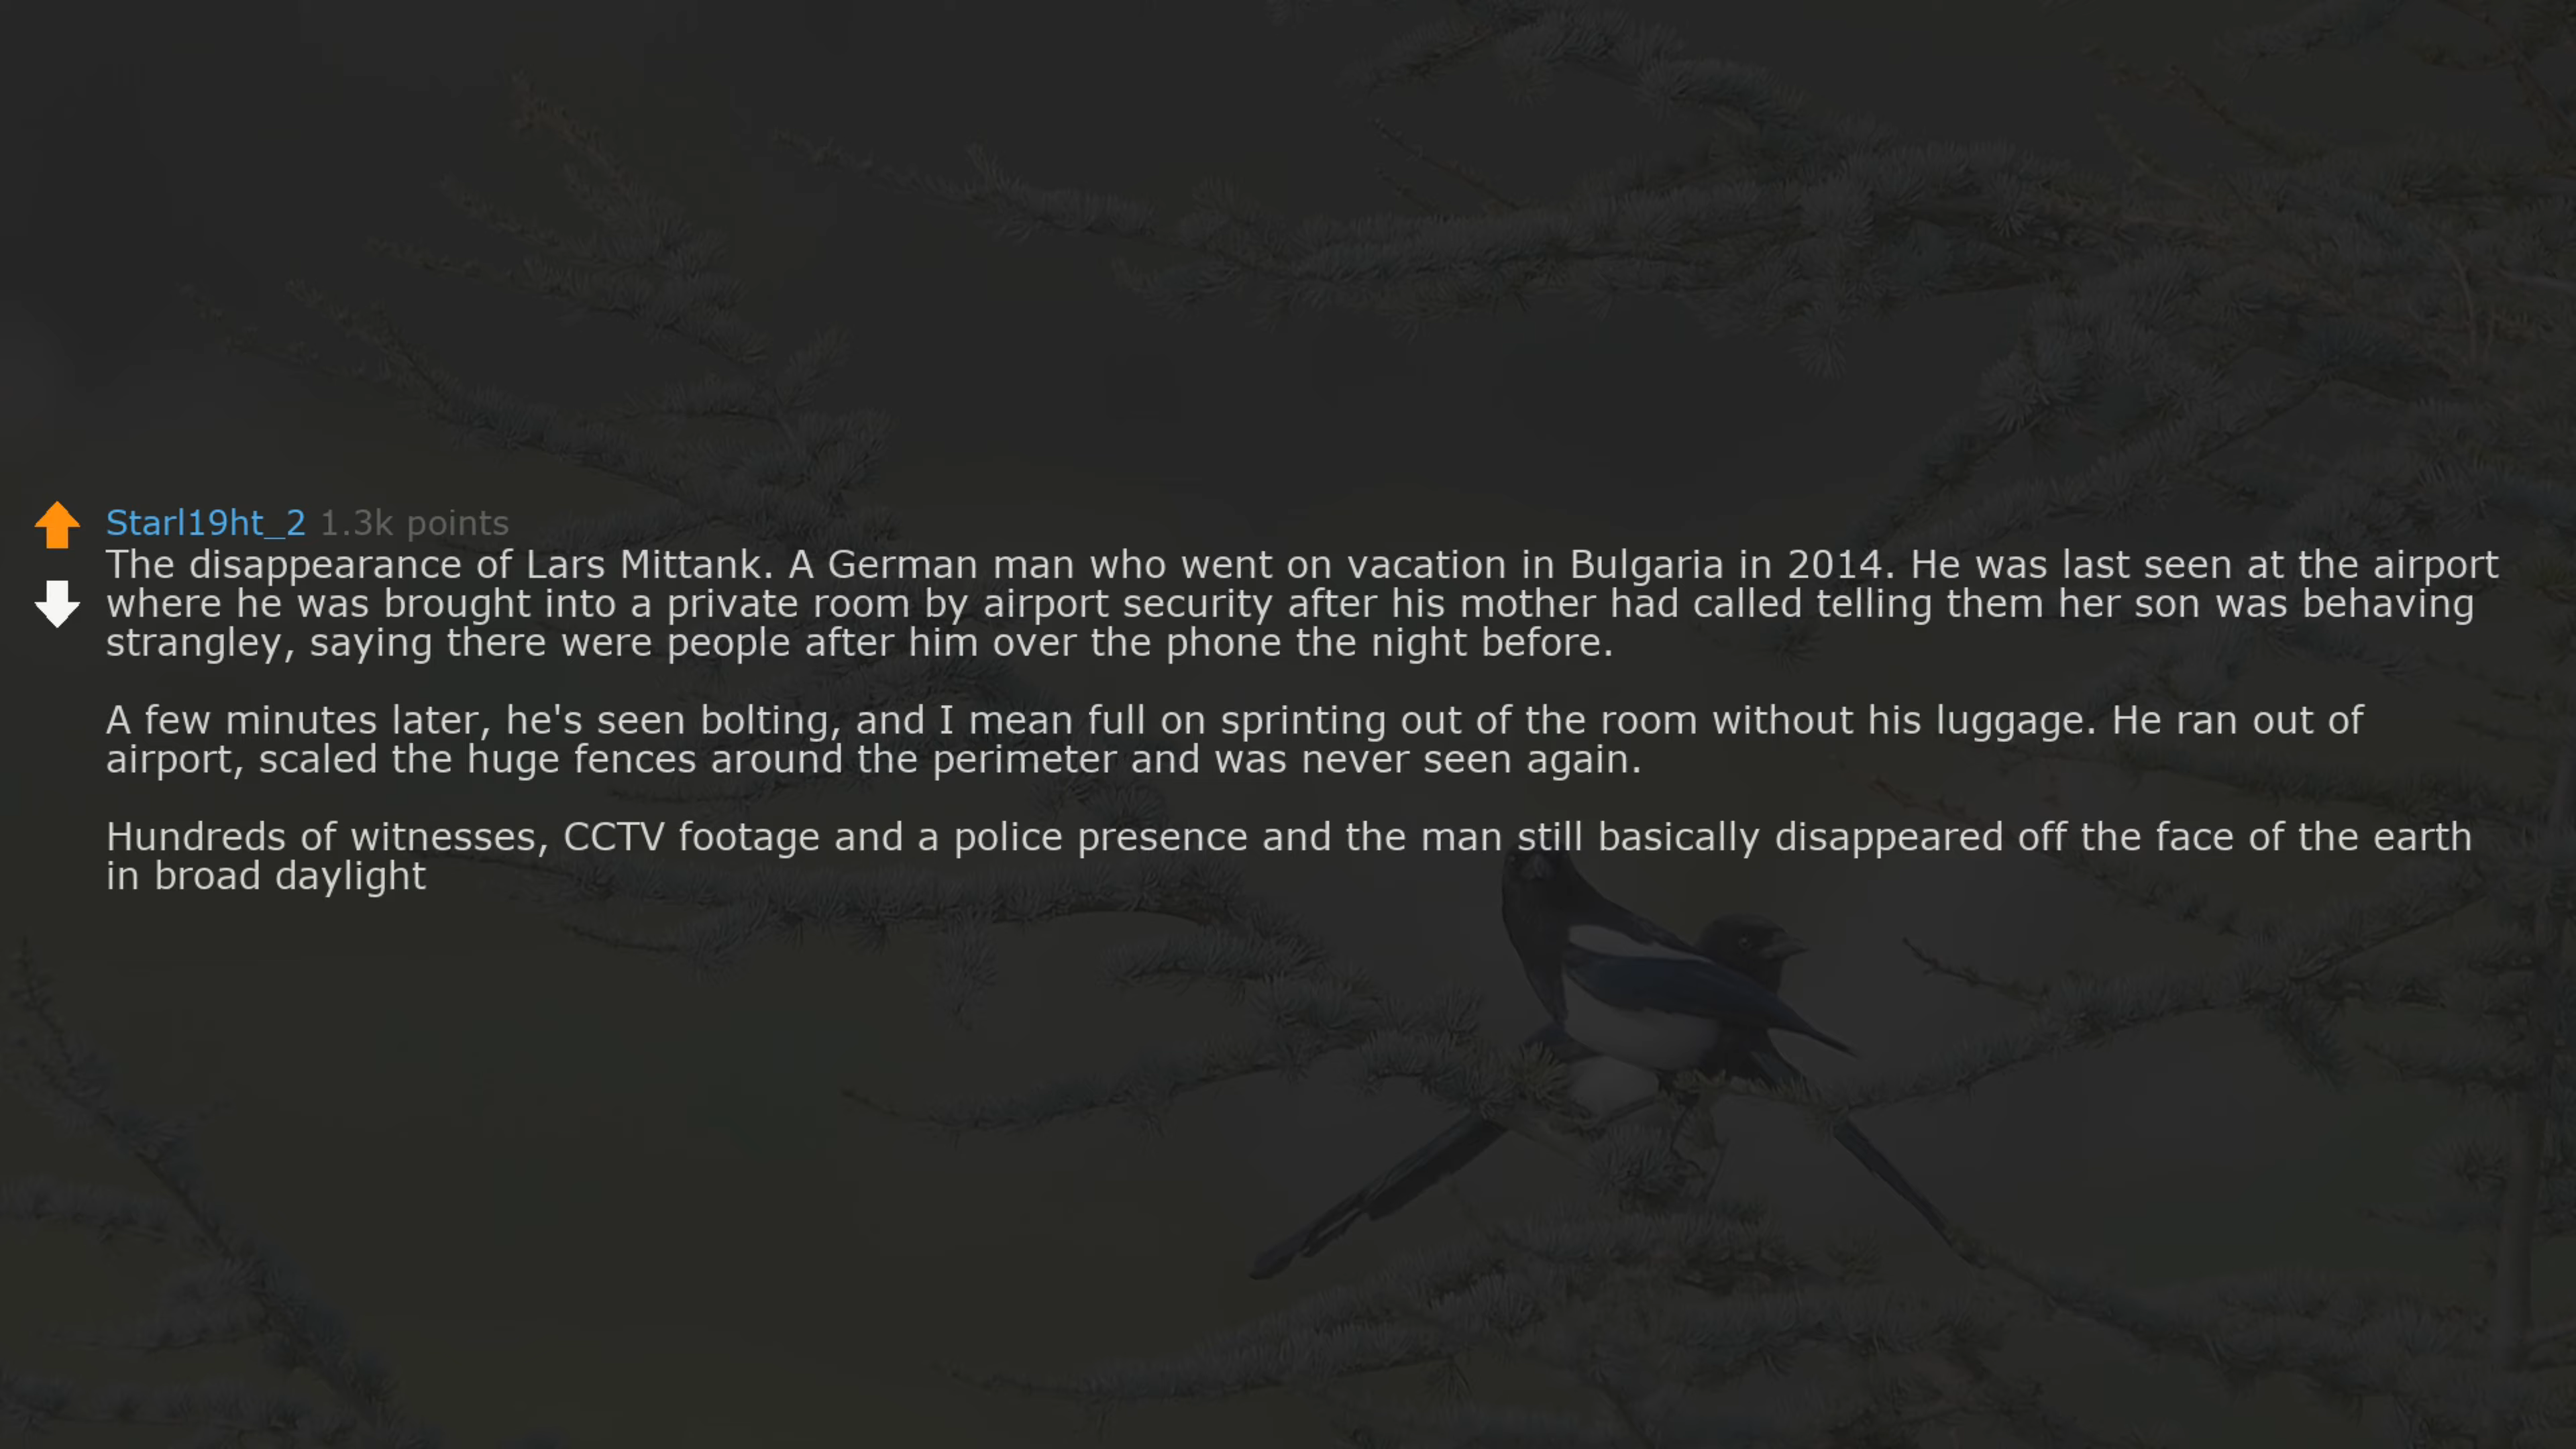 Starl19ht_2 1.3k points
The disappearance of Lars Mittank. A German man who went on vacation in Bulgaria in 2014. He was last seen at the airport
where he was brought into a private room by airport security after his mother had called telling them her son was behaving
strangley, saying there were people after him over the phone the night before.
A few minutes later, he's seen bolting, and I mean full on sprinting out of the room without his luggage. He ran out of
airport, scaled the huge fences around the perimeter and was never seen again.
Hundreds of witnesses, CCTV footage and a police presence and the man still basically disappeared off the face of the earth
in broad daylight